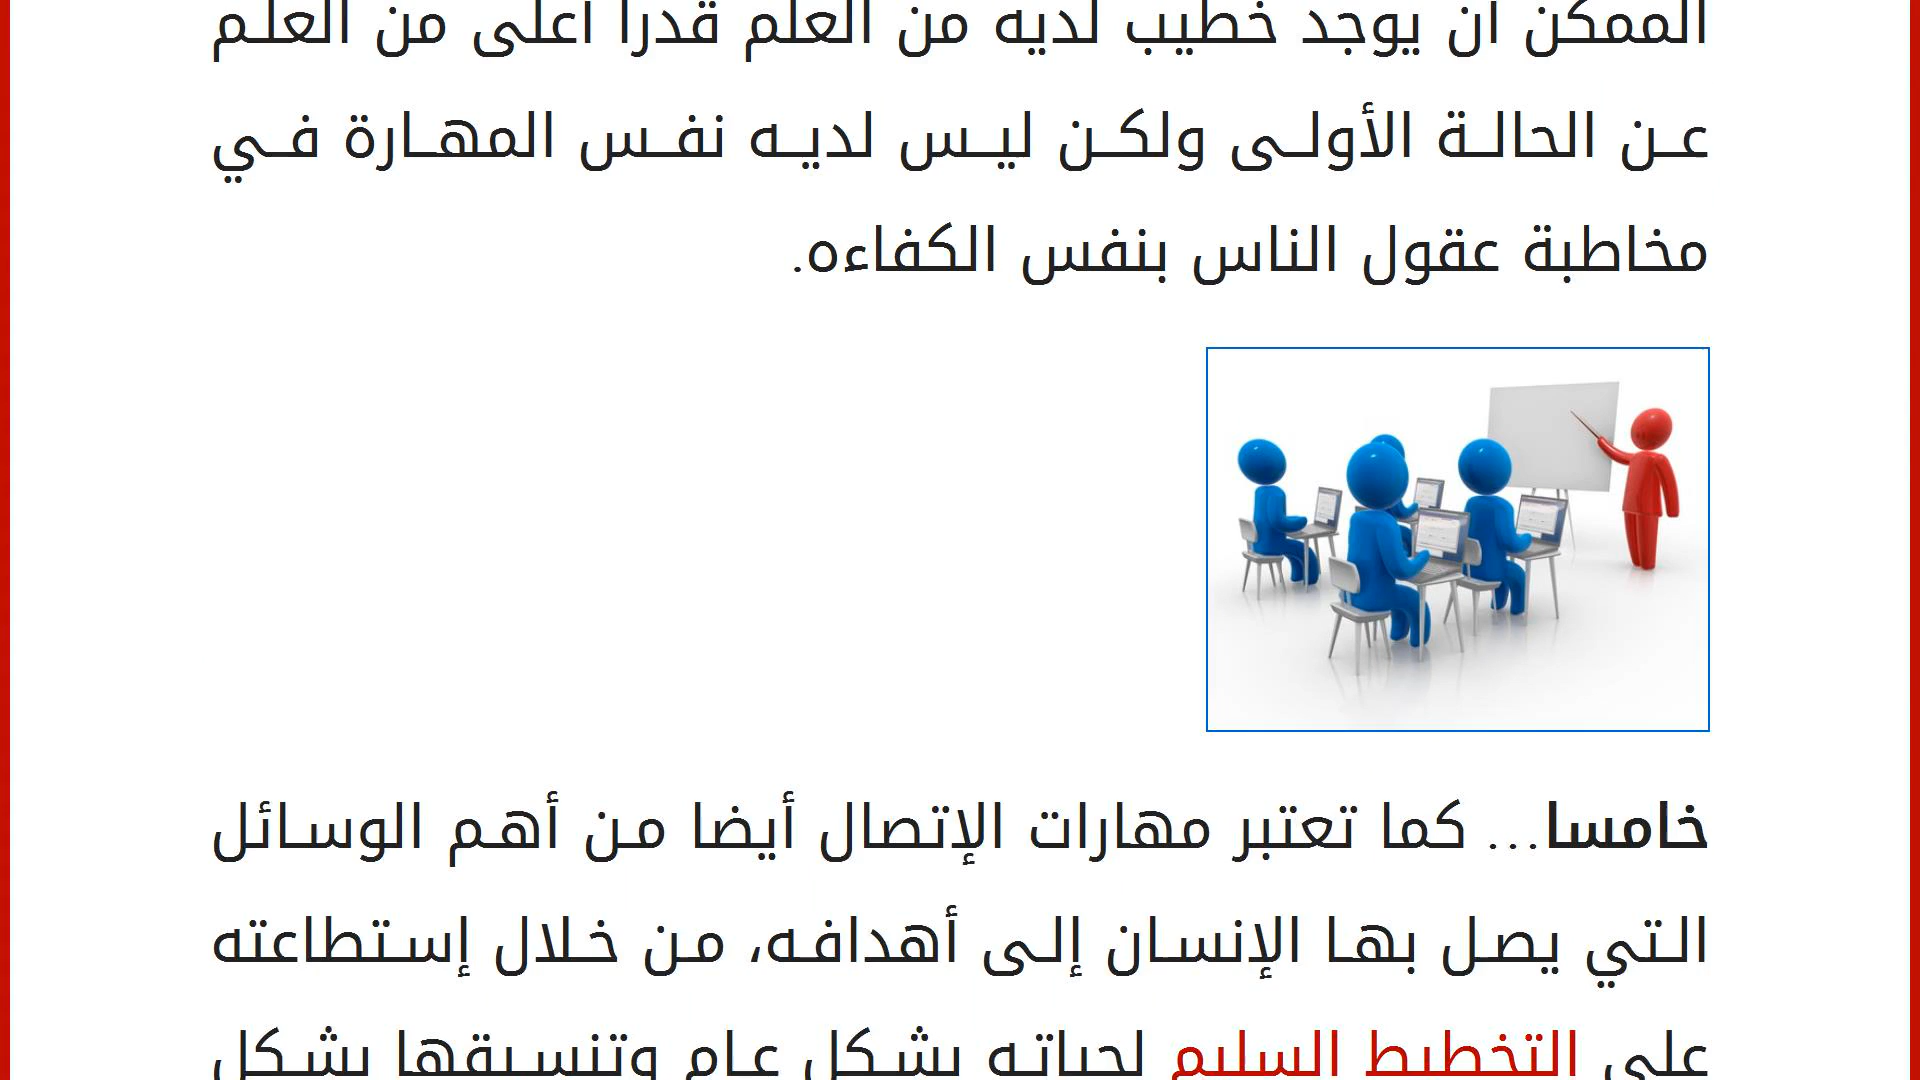 الممكن أن يوجد خطيب لديه من العلم قدرا أعلى من العلم
عن الحالة الأولى ولكن ليس لديه نفس المهارة في
مخاطبة عقول الناس بنفس الكفاءه.
خامسا… كما تعتبر مهارات الإتصال أيضا من أهم الوسائل
التي يصل بها الإنسان إلى أهدافه، من خلال إستطاعته
على التخطيط السليم لحياته بشكل عام وتنسيقها بشكل